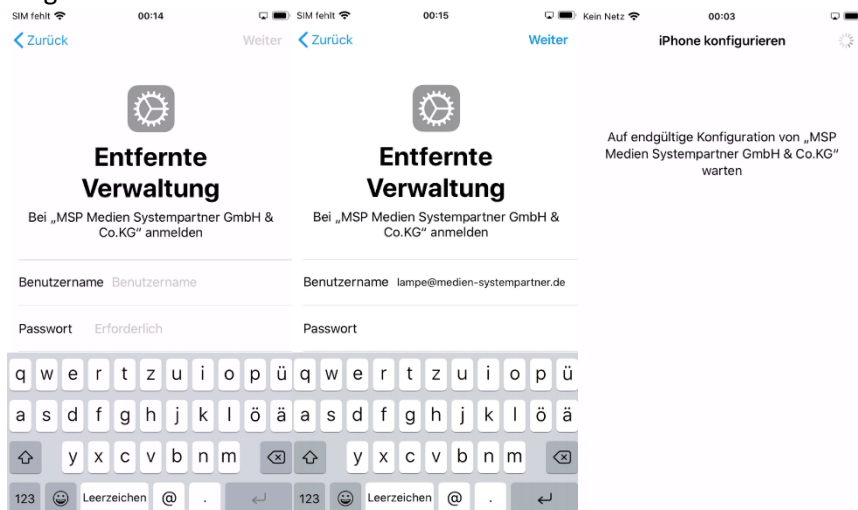 SIM fehlt 00:14
Zurück Weiter
Entfernte
Verwaltung
Bei „MSP Medien Systempartner GmbH &
Co.KG“ anmelden
Benutzername Benutzername
Passwort Erforderlich
q w e r t z u i o p ü
a s d f g h j k l ö ä
y x c v b n m
123 Leerzeichen @ .
SIM fehlt 00:15
Zurück Weiter
Entfernte
Verwaltung
Bei „MSP Medien Systempartner GmbH &
Co.KG“ anmelden
Benutzername lampe@medien-systempartner.de
Passwort
q w e r t z u i o p ü
a s d f g h j k l ö ä
y x c v b n m
123 Leerzeichen @ .
Kein Netz 00:03
iPhone konfigurieren
Auf endgültige Konfiguration von „MSP
Medien Systempartner GmbH & Co.KG“
warten